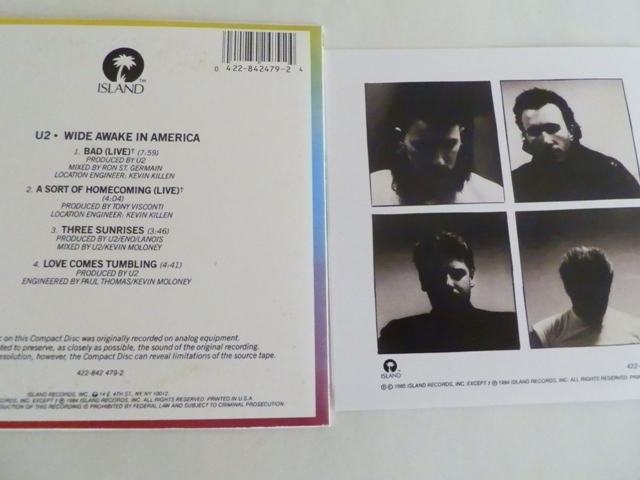 ISLAND™
0 422-842479-2 4
U2 • WIDE AWAKE IN AMERICA
1. BAD (LIVE)† (7:59)
PRODUCED BY U2
MIXED BY RON ST. GERMAIN
LOCATION ENGINEER: KEVIN KILLEN
2. A SORT OF HOMECOMING (LIVE)†
(4:04)
PRODUCED BY TONY VISCONTI
LOCATION ENGINEER: KEVIN KILLEN
3. THREE SUNRISES (3:46)
PRODUCED BY U2/ENO/LANOIS
MIXED BY U2/KEVIN MOLONEY
4. LOVE COMES TUMBLING (4:41)
PRODUCED BY U2
ENGINEERED BY PAUL THOMAS/KEVIN MOLONEY
on this Compact Disc was originally recorded on analog equipment.
to preserve, as closely as possible, the sound of the original recording.
however, the Compact Disc can reveal limitations of the source tape.
422-842 479-2
ISLAND RECORDS, INC. 14 E. 4TH ST., NY, NY 10012.
RECORDS, INC. EXCEPT † ℗ 1984 ISLAND RECORDS, INC. ALL RIGHTS RESERVED. PRINTED IN U.S.A.
OF THIS RECORDING IS PROHIBITED BY FEDERAL LAW AND SUBJECT TO CRIMINAL PROSECUTION.
ISLAND
422-
℗ © 1985 ISLAND RECORDS, INC. EXCEPT † ℗ 1984 ISLAND RECORDS, INC. ALL RIGHTS RESERVED.